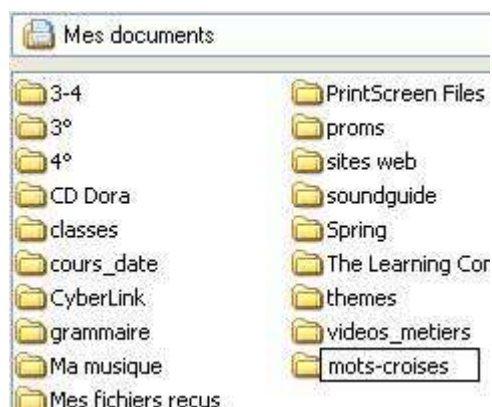 Mes documents
3-4
3°
4°
CD Dora
classes
cours_date
CyberLink
grammaire
Ma musique
Mes fichiers reçus
PrintScreen Files
proms
sites web
soundguide
Spring
The Learning Cor
themes
videos_metiers
mots-croises